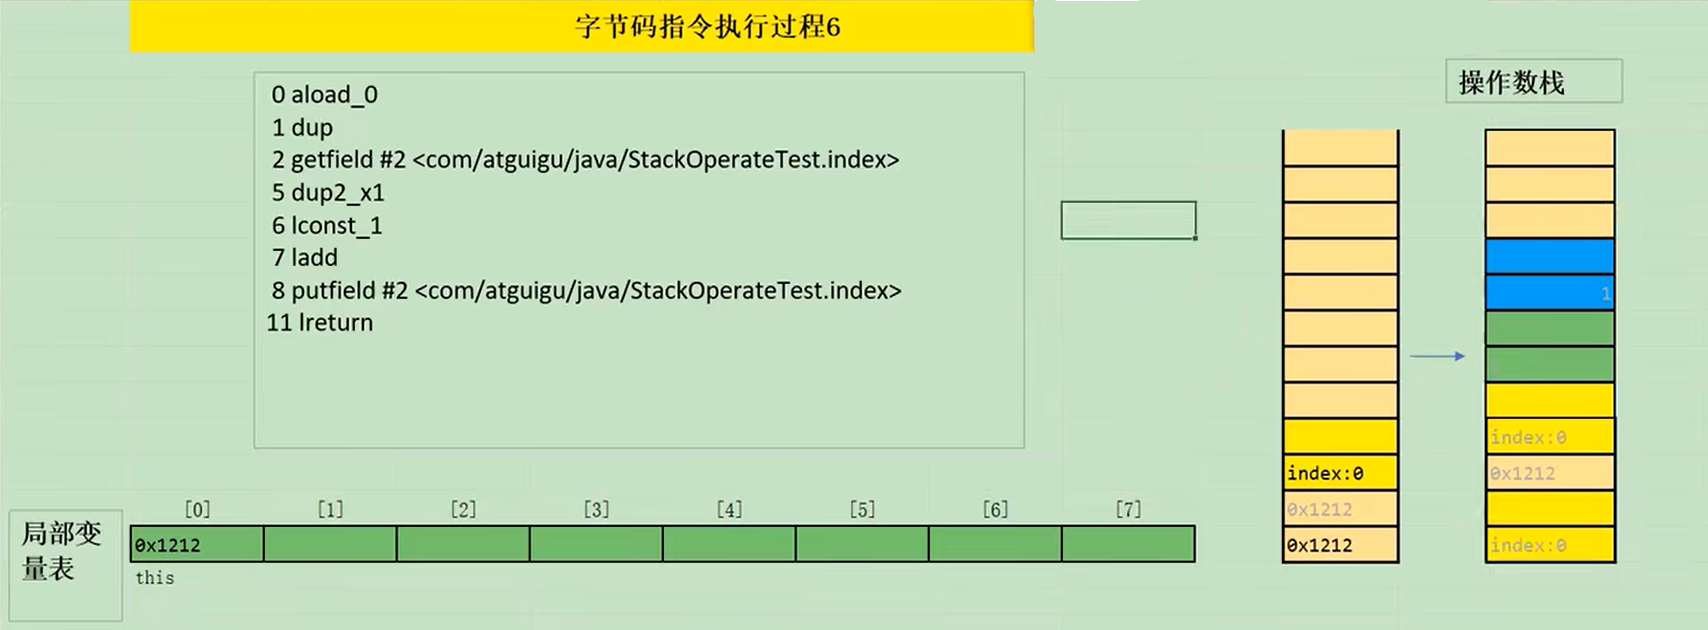 字节码指令执行过程6
0 aload_0
1 dup
2 getfield #2 <com/atguigu/java/StackOperateTest.index>
5 dup2_x1
6 lconst_1
7 ladd
8 putfield #2 <com/atguigu/java/StackOperateTest.index>
11 lreturn
操作数栈
1
index:0
index:0
0x1212
0x1212
0x1212
index:0
局部变
量表
[0] [1] [2] [3] [4] [5] [6] [7]
0x1212
this